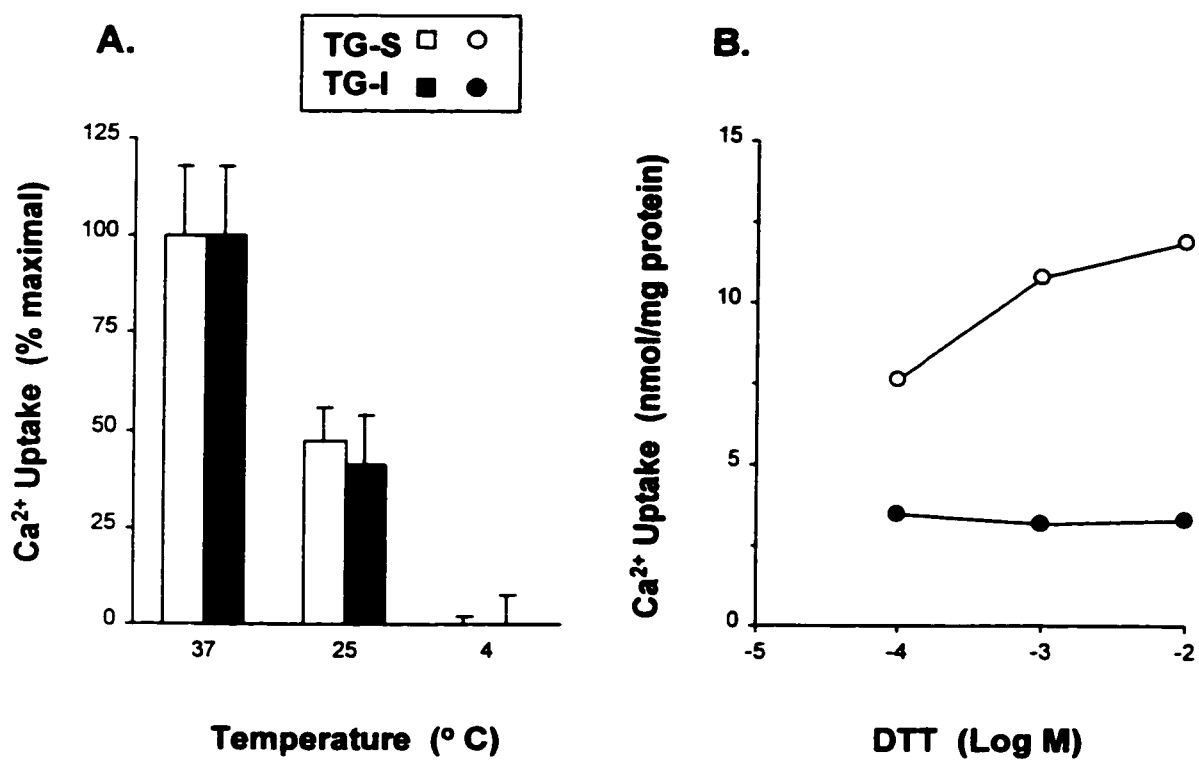 A.
TG-S
TG-I
B.
Ca²⁺ Uptake (% maximal)
125
100
75
50
25
0
37 25 4
Temperature (° C)
Ca²⁺ Uptake (nmol/mg protein)
15
10
5
0
-5 -4 -3 -2
DTT (Log M)